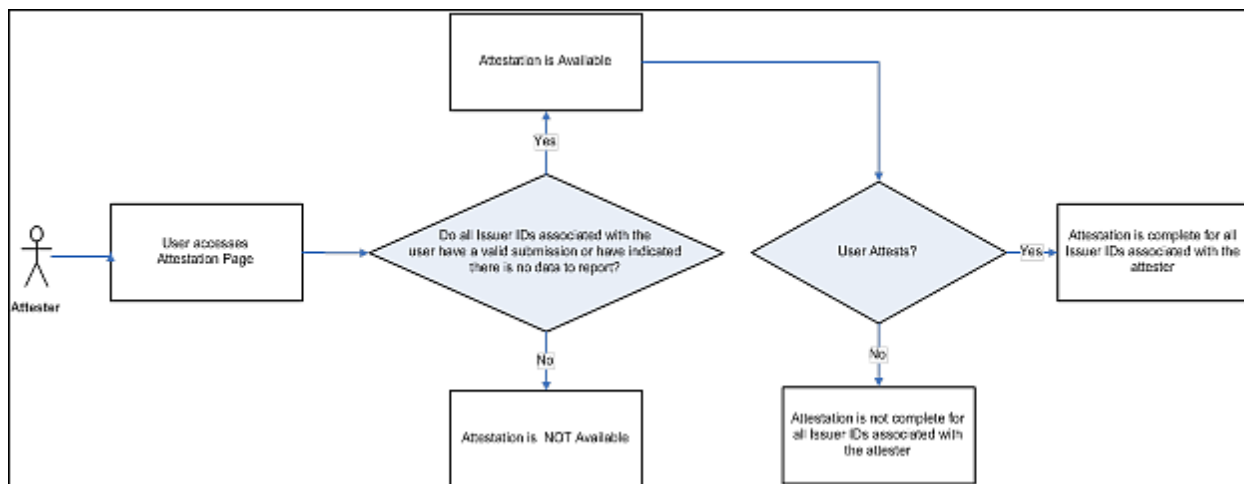 Attestation is Available
Yes
Attester
User accesses
Attestation Page
Do all Issuer IDs associated with the
user have a valid submission or have indicated
there is no data to report?
User Attests?
Yes
Attestation is complete for all
Issuer IDs associated with the
attester
No
Attestation is NOT Available
No
Attestation is not complete for
all Issuer IDs associated with
the attester